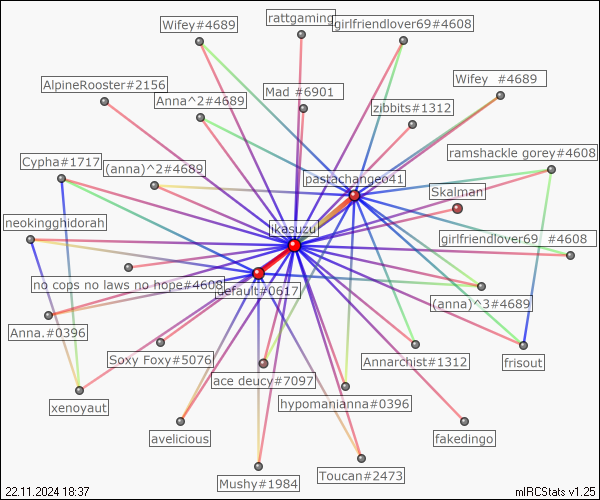 rattgaming
Wifey#4689
girlfriendlover69#4608
AlpineRooster#2156
Mad #6901
Wifey #4689
Anna^2#4689
zibbits#1312
ramshackle gorey#4608
Cypha#1717
(anna)^2#4689
pastachangeo41
Skalman
neokingghidorah
ikasuzu
girlfriendlover69 #4608
no cops no laws no hope#4608
default#0617
(anna)^3#4689
Anna.#0396
Soxy Foxy#5076
Annarchist#1312
frisout
ace deucy#7097
xenoyaut
hypomanianna#0396
avelicious
fakedingo
Toucan#2473
Mushy#1984
22.11.2024 18:37
mIRCStats v1.25